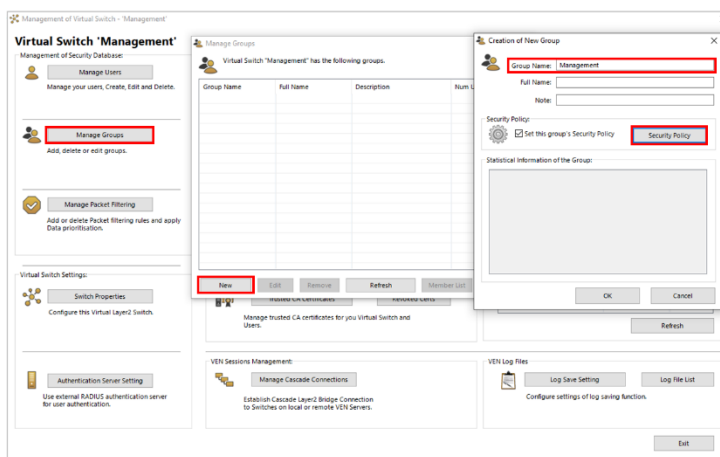 Management of Virtual Switch - 'Management'
Virtual Switch 'Management'
Management of Security Database:
Manage Users
Manage your users, Create, Edit and Delete.
Manage Groups
Add, delete or edit groups.
Manage Packet Filtering
Add or delete Packet filtering rules and apply
Data prioritisation.
Virtual Switch Settings:
Switch Properties
Configure this Virtual Layer2 Switch.
Authentication Server Setting
Use external RADIUS authentication server
for user authentication.
Manage Groups
Virtual Switch "Management" has the following groups.
Group Name Full Name Description Num U
New Edit Remove Refresh Member List
Creation of New Group
Group Name: Management
Full Name:
Note:
Security Policy:
Set this group's Security Policy
Security Policy
Statistical Information of the Group:
OK Cancel
Trusted CA Certificates Revoked Certs
Manage trusted CA certificates for you Virtual Switch and
Users.
Refresh
VEN Sessions Management:
Manage Cascade Connections
Establish Cascade Layer2 Bridge Connection
to Switches on local or remote VEN Servers.
VEN Log Files
Log Save Setting Log File List
Configure settings of log saving function.
Exit